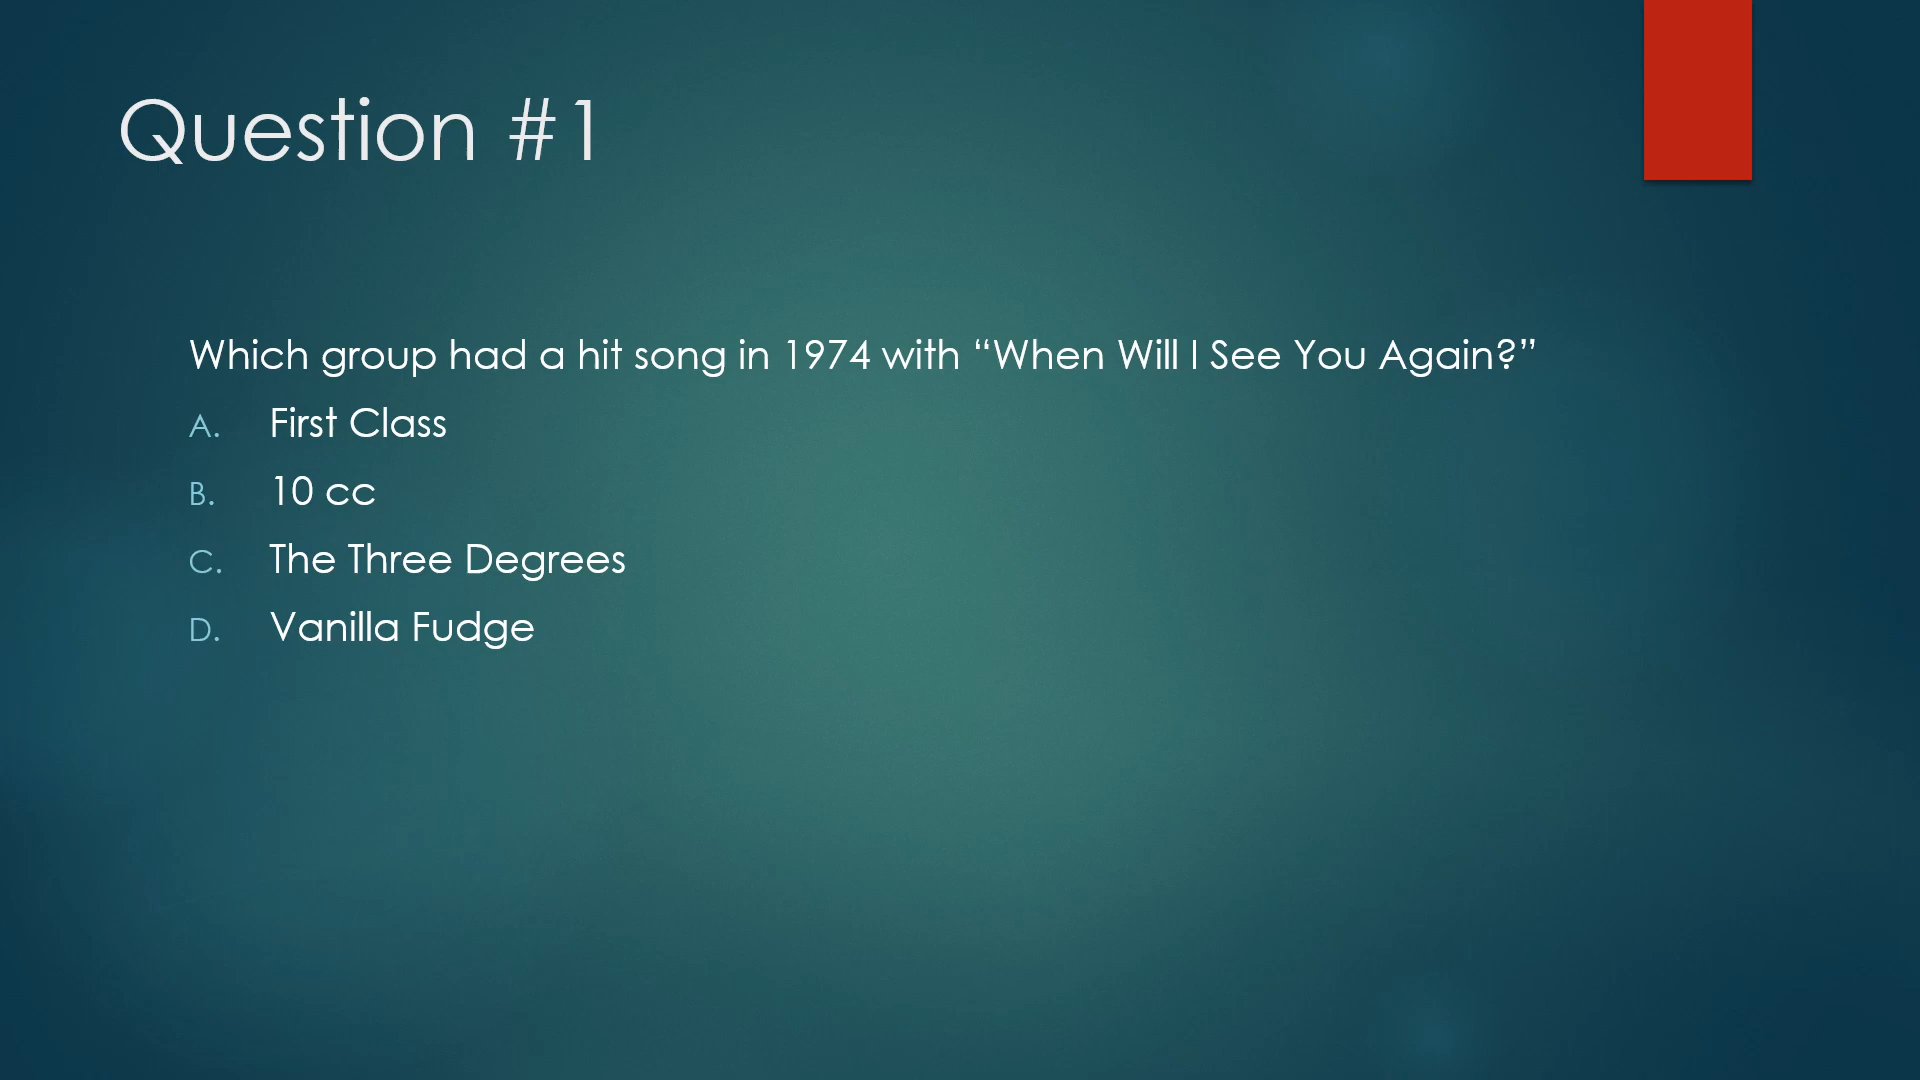 Question #1
Which group had a hit song in 1974 with “When Will I See You Again?”
A. First Class
B. 10 cc
C. The Three Degrees
D. Vanilla Fudge